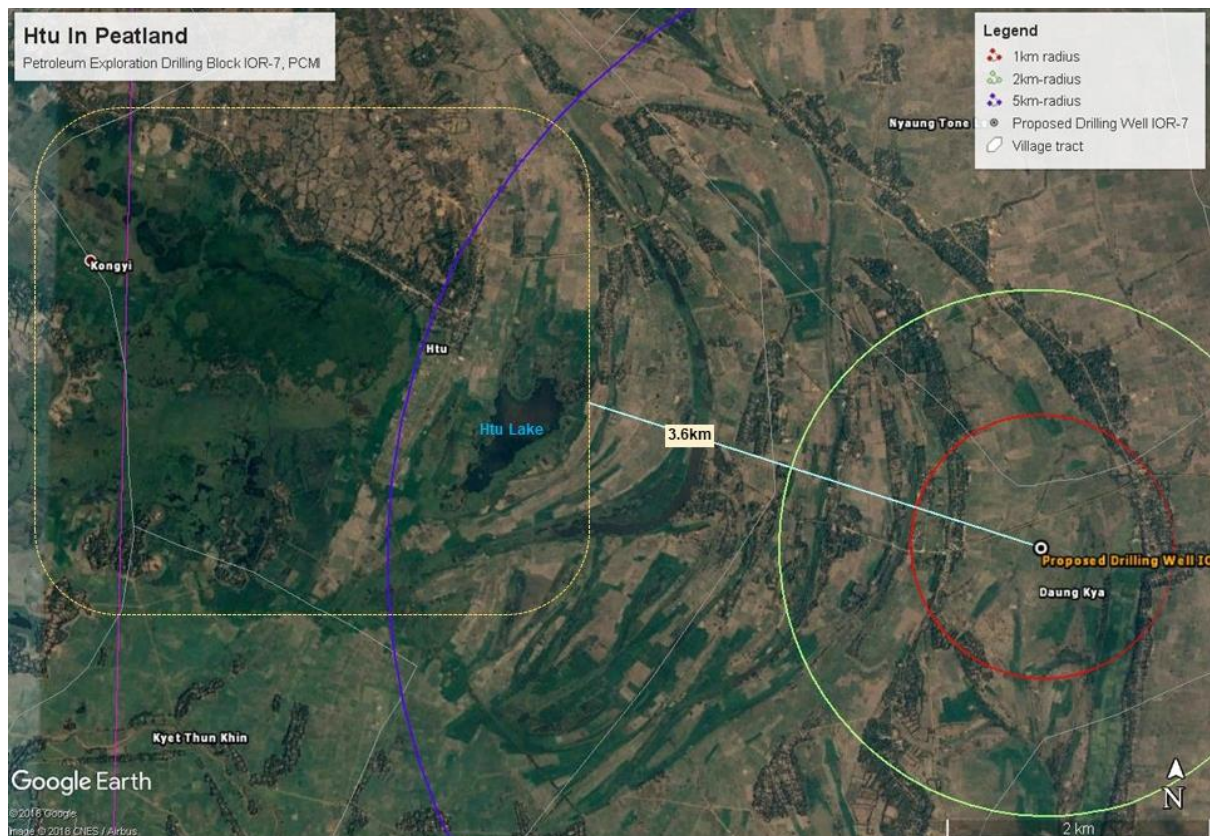 Htu In Peatland
Petroleum Exploration Drilling Block IOR-7, PCMI
Legend
1km radius
2km-radius
5km-radius
Proposed Drilling Well IOR-7
Village tract
Nyaung Tone
Kongyi
Htu
Htu Lake
3.6km
Proposed Drilling Well IO
Daung Kya
Kyet Thun Khin
Google Earth
© 2018 Google
Image © 2018 CNES / Airbus
N
2 km